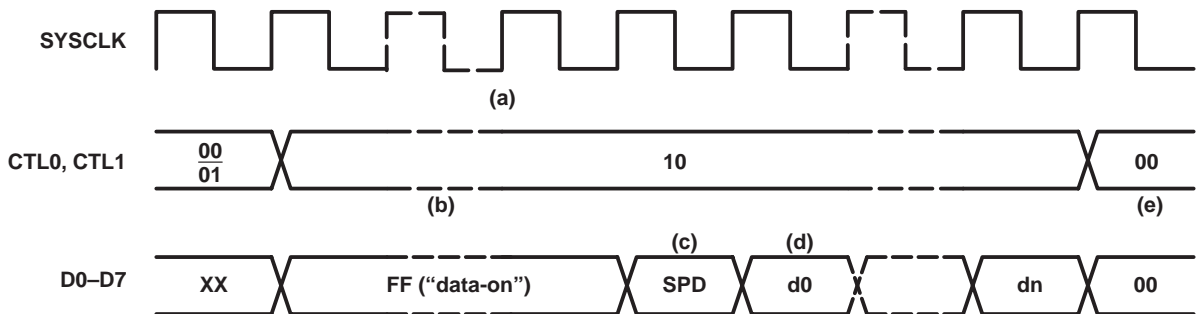 SYSCLK
(a)
CTL0, CTL1
00
01
10
00
(b)
(e)
(c)
(d)
D0–D7
XX
FF (“data-on”)
SPD
d0
dn
00